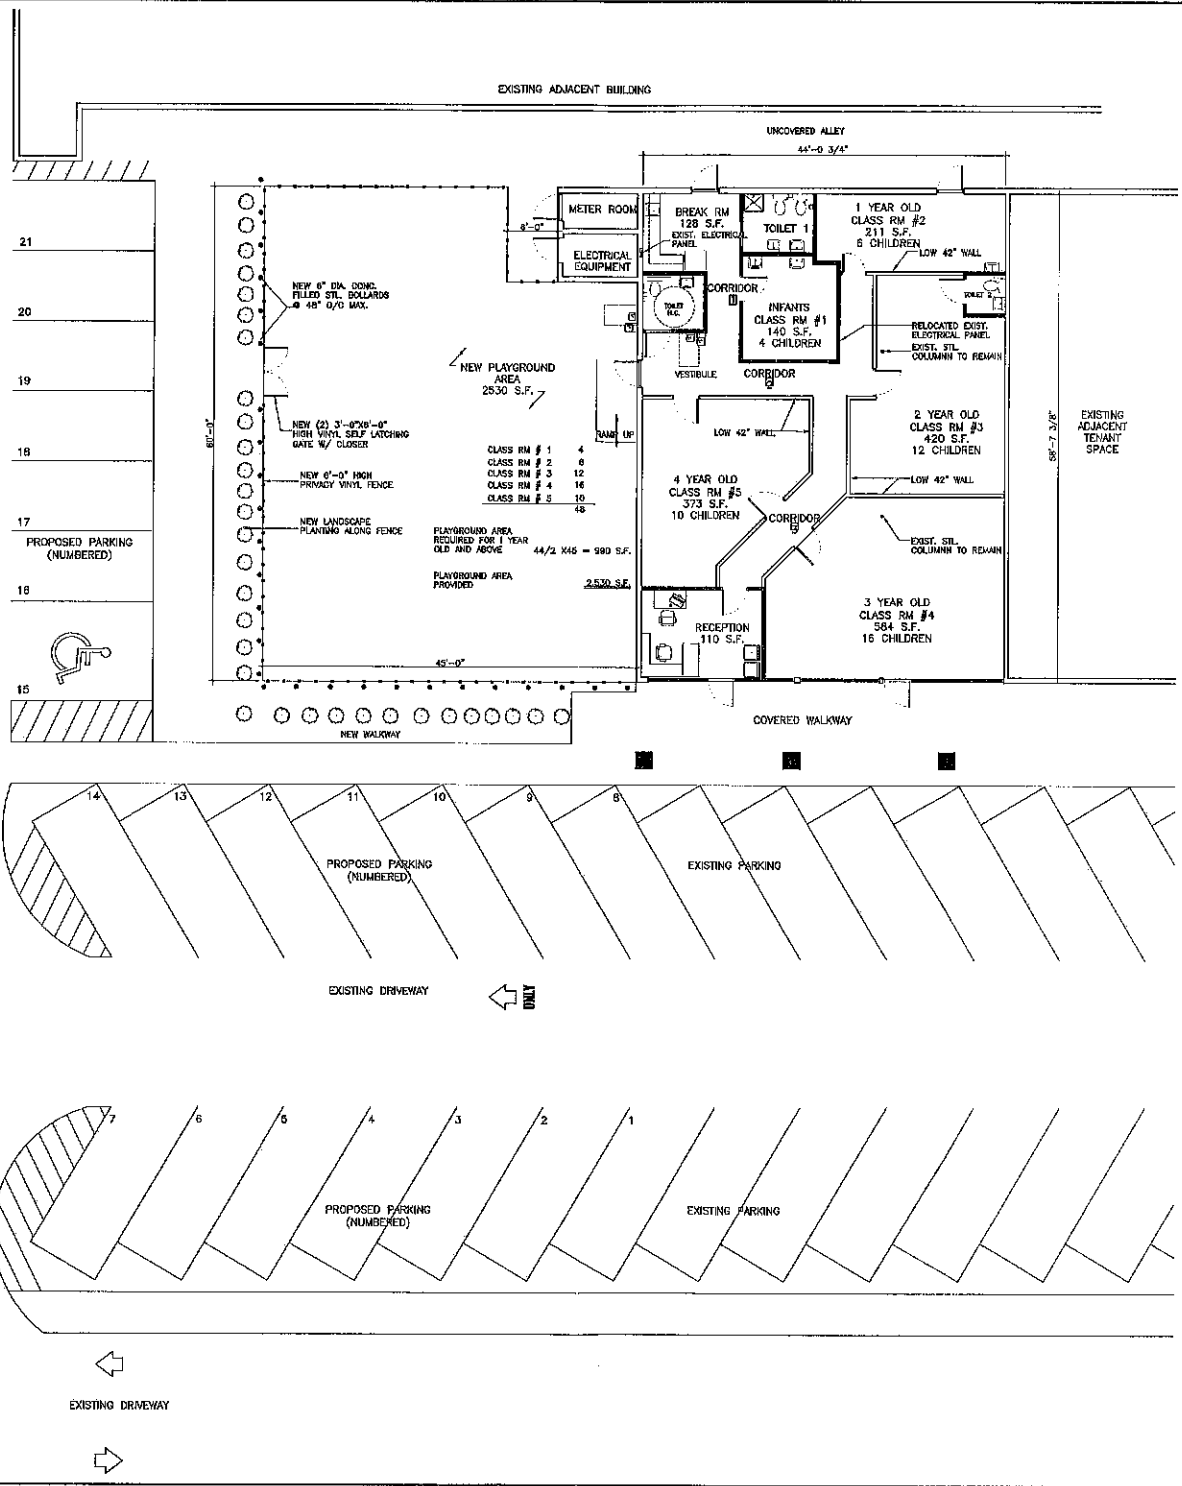 EXISTING ADJACENT BUILDING
UNCOVERED ALLEY
44'-0 3/4"
METER ROOM
BREAK RM
128 S.F.
EXIST. ELECTRICAL
PANEL
TOILET 1
1 YEAR OLD
CLASS RM #2
211 S.F.
6 CHILDREN
LOW 42" WALL
6'-0"
ELECTRICAL
EQUIPMENT
21
20
19
18
17
PROPOSED PARKING
(NUMBERED)
16
15
NEW 6" DIA. CONC.
FILLED STL. BOLLARDS
@ 48" O/C MAX.
CORRIDOR
1
TOILET
H.C.
INFANTS
CLASS RM #1
140 S.F.
4 CHILDREN
TOILET 2
RELOCATED EXIST.
ELECTRICAL PANEL
EXIST. STL.
COLUMN TO REMAIN
NEW PLAYGROUND
AREA
2530 S.F.
VESTIBULE
CORRIDOR
2
60'-0"
NEW (2) 3'-0"X6'-0"
HIGH VINYL SELF LATCHING
GATE W/ CLOSER
RAMP UP
LOW 42" WALL
2 YEAR OLD
CLASS RM #3
420 S.F.
12 CHILDREN
58'-7 3/8"
EXISTING
ADJACENT
TENANT
SPACE
CLASS RM # 1 4
CLASS RM # 2 6
CLASS RM # 3 12
CLASS RM # 4 16
CLASS RM # 5 10
48
NEW 6'-0" HIGH
PRIVACY VINYL FENCE
4 YEAR OLD
CLASS RM #5
373 S.F.
10 CHILDREN
LOW 42" WALL
NEW LANDSCAPE
PLANTING ALONG FENCE
PLAYGROUND AREA
REQUIRED FOR 1 YEAR
OLD AND ABOVE 44/2 X45 = 990 S.F.
CORRIDOR
EXIST. STL.
COLUMN TO REMAIN
PLAYGROUND AREA
PROVIDED 2,530 S.F.
3 YEAR OLD
CLASS RM #4
584 S.F.
16 CHILDREN
RECEPTION
110 S.F.
45'-0"
NEW WALKWAY
COVERED WALKWAY
14 13 12 11 10 9 8
PROPOSED PARKING
(NUMBERED)
EXISTING PARKING
EXISTING DRIVEWAY
ONLY
7 6 5 4 3 2 1
PROPOSED PARKING
(NUMBERED)
EXISTING PARKING
EXISTING DRIVEWAY